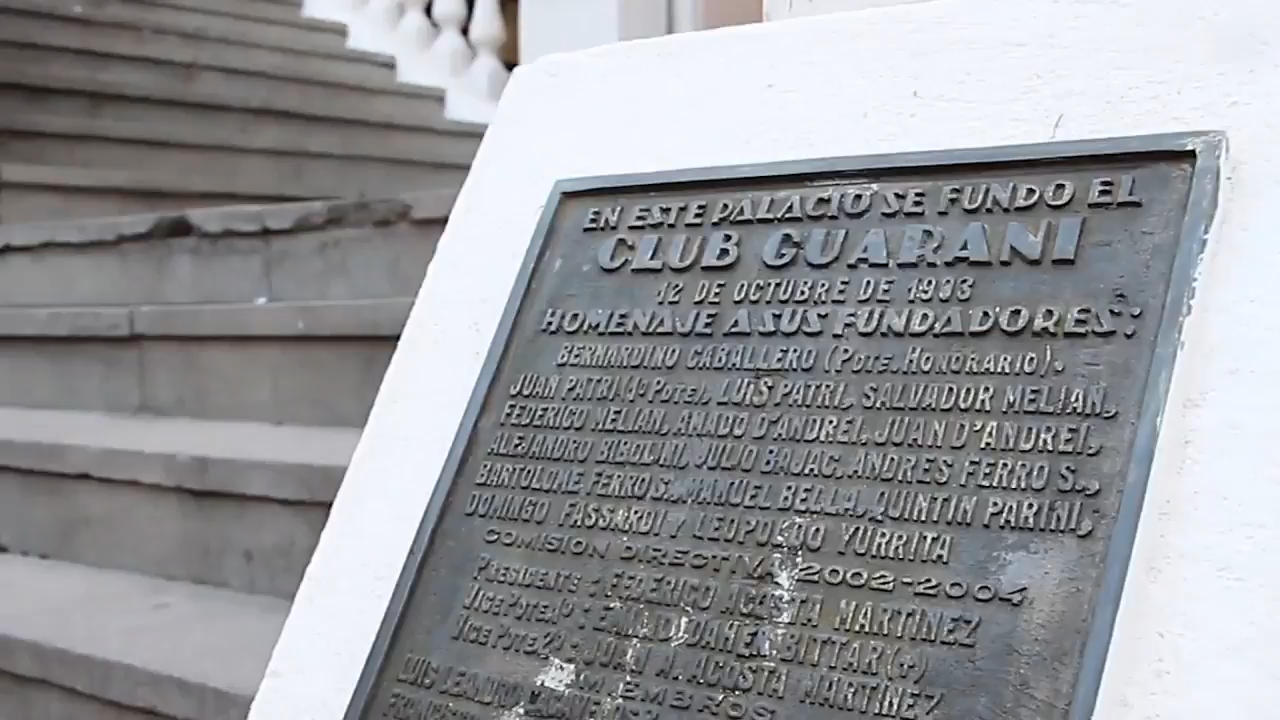 EN ESTE PALACIO SE FUNDO EL
CLUB GUARANI
12 DE OCTUBRE DE 1933
HOMENAJE A SUS FUNDADORES:
BERNARDINO CABALLERO (PDTE. HONORARIO).
JUAN PATRI (1º PDTE), LUIS PATRI, SALVADOR MELIAN,
FEDERICO MELIAN, AMADO D'ANDREI, JUAN D'ANDREI,
ALEJANDRO BIBOLINI, JULIO BAJAC, ANDRES FERRO S.,
BARTOLOME FERRO S. MANUEL BELLA, QUINTIN PARINI,
DOMINGO FASSARDI Y LEOPOLDO YURRITA
COMISION DIRECTIVA 2002-2004
PRESIDENTE : FEDERICO ACOSTA MARTINEZ
VICE PDTE 1º : DAHER BITTAR (+)
VICE PDTE 2º : JUAN A. ACOSTA MARTINEZ
MIEMBROS
LUIS LEANDRO